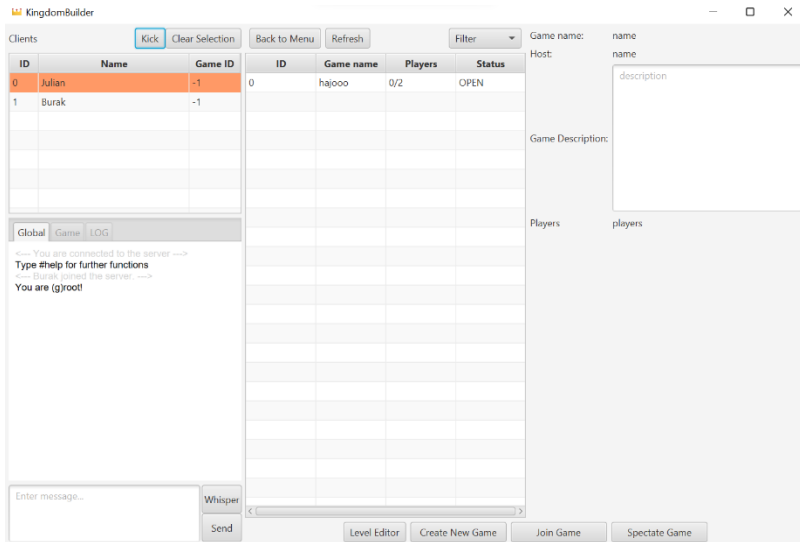 KingdomBuilder
Clients Kick Clear Selection Back to Menu Refresh Filter Game name: name
Host: name
ID Name Game ID ID Game name Players Status
0 Julian -1 0 hajooo 0/2 OPEN
description
1 Burak -1
Game Description:
Players players
Global Game LOG
<--- You are connected to the server --->
Type #help for further functions
<--- Burak joined the server. --->
You are (g)root!
Enter message...
Whisper
Send
Level Editor Create New Game Join Game Spectate Game